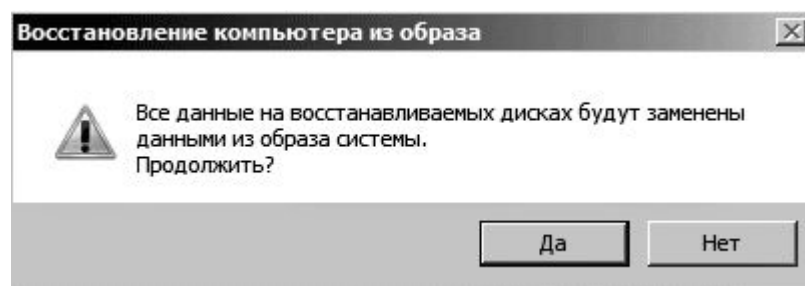 Восстановление компьютера из образа
Все данные на восстанавливаемых дисках будут заменены
данными из образа системы.
Продолжить?
Да
Нет